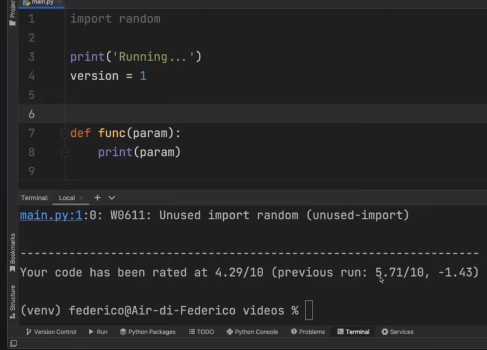 Project
main.py
1 import random
2
3 print('Running...')
4 version = 1
5
6
7 def func(param):
8 print(param)
9
Terminal: Local × +
main.py:1:0: W0611: Unused import random (unused-import)
------------------------------------------------------------------
Your code has been rated at 4.29/10 (previous run: 5.71/10, -1.43)
(venv) federico@Air-di-Federico videos %
Bookmarks
Structure
Version Control Run Python Packages TODO Python Console Problems Terminal Services